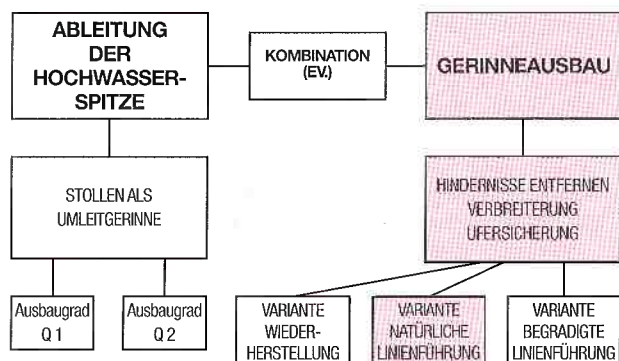 ABLEITUNG
DER
HOCHWASSER-
SPITZE
KOMBINATION
(EV.)
GERINNEAUSBAU
STOLLEN ALS
UMLEITGERINNE
HINDERNISSE ENTFERNEN
VERBREITERUNG
UFERSICHERUNG
Ausbaugrad
Q 1
Ausbaugrad
Q 2
VARIANTE
WIEDER-
HERSTELLUNG
VARIANTE
NATÜRLICHE
LINIENFÜHRUNG
VARIANTE
BEGRADIGTE
LINIENFÜHRUNG